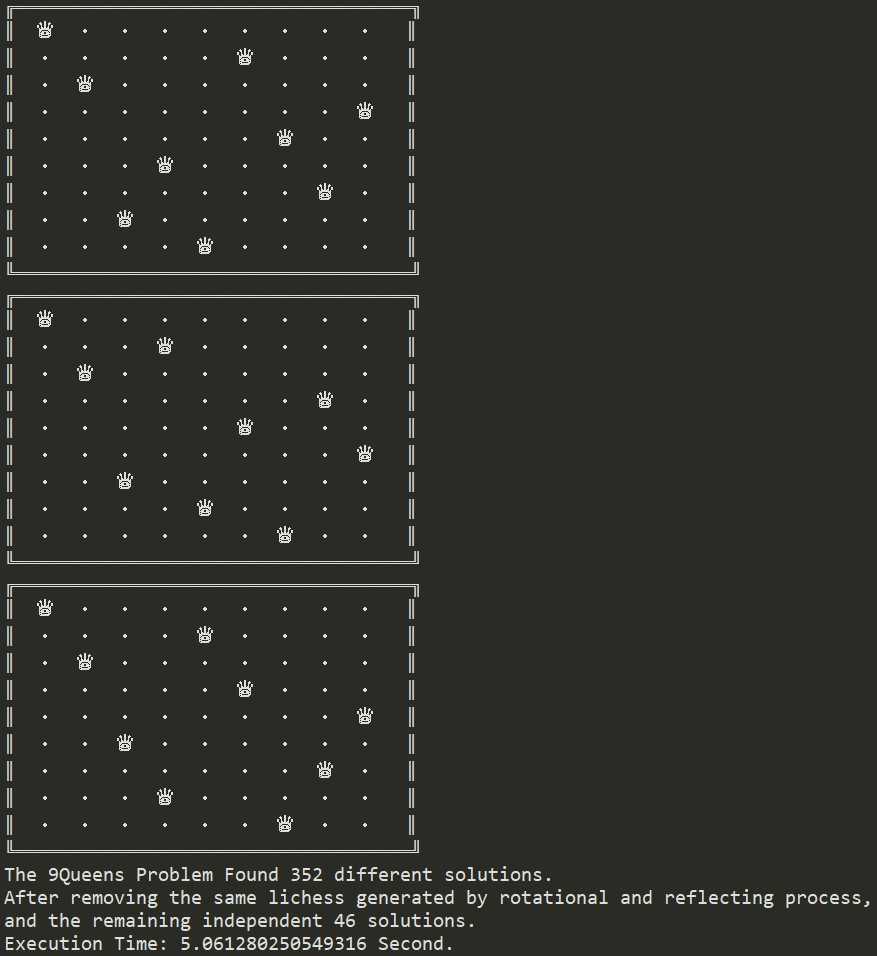 The 9Queens Problem Found 352 different solutions.
After removing the same lichess generated by rotational and reflecting process,
and the remaining independent 46 solutions.
Execution Time: 5.061280250549316 Second.